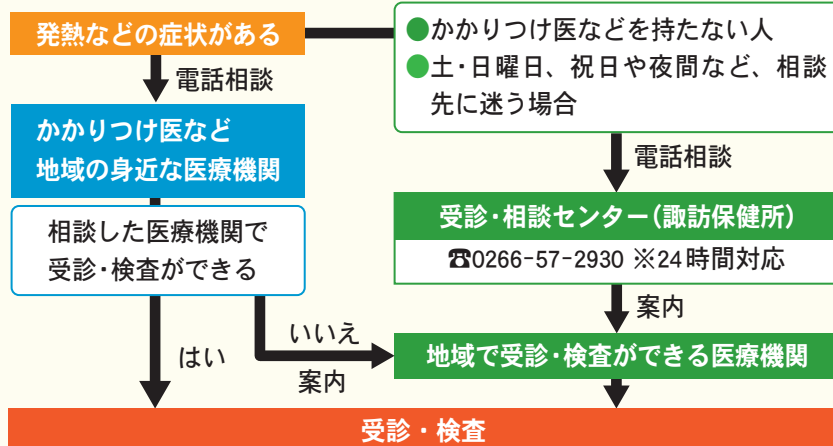 発熱などの症状がある
電話相談
かかりつけ医など
地域の身近な医療機関
相談した医療機関で
受診・検査ができる
はい
いいえ
案内
●かかりつけ医などを持たない人
●土・日曜日、祝日や夜間など、相談
先に迷う場合
電話相談
受診・相談センター(諏訪保健所)
☎0266-57-2930 ※24時間対応
案内
地域で受診・検査ができる医療機関
受診・検査